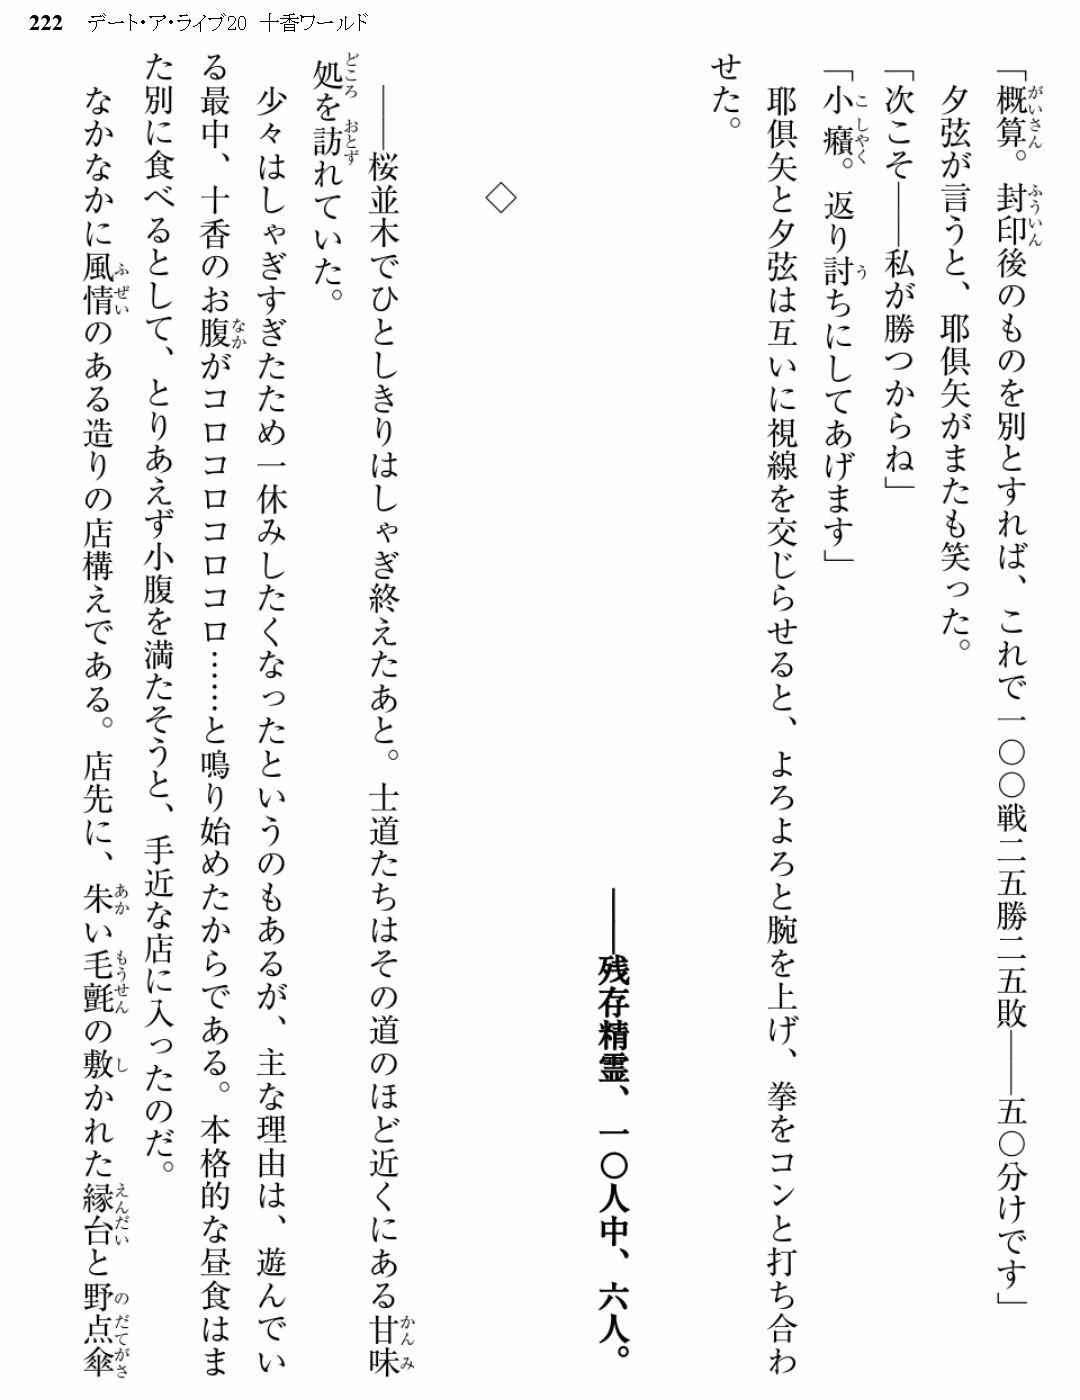 222 デート・ア・ライブ20 十香ワールド
「概算。封印後のものを別とすれば、これで一〇〇戦二五勝二五敗――五〇分けです」
夕弦が言うと、耶倶矢がまたも笑った。
「次こそ――私が勝つからね」
「小癪。返り討ちにしてあげます」
耶倶矢と夕弦は互いに視線を交じらせると、よろよろと腕を上げ、拳をコンと打ち合わ
せた。
――残存精霊、一〇人中、六人。
◇
――桜並木でひとしきりはしゃぎ終えたあと。士道たちはその道のほど近くにある甘味
処を訪れていた。
少々はしゃぎすぎたため一休みしたくなったというのもあるが、主な理由は、遊んでい
る最中、十香のお腹がコロコロコロコロ……と鳴り始めたからである。本格的な昼食はま
た別に食べるとして、とりあえず小腹を満たそうと、手近な店に入ったのだ。
なかなかに風情のある造りの店構えである。店先に、朱い毛氈の敷かれた縁台と野点傘